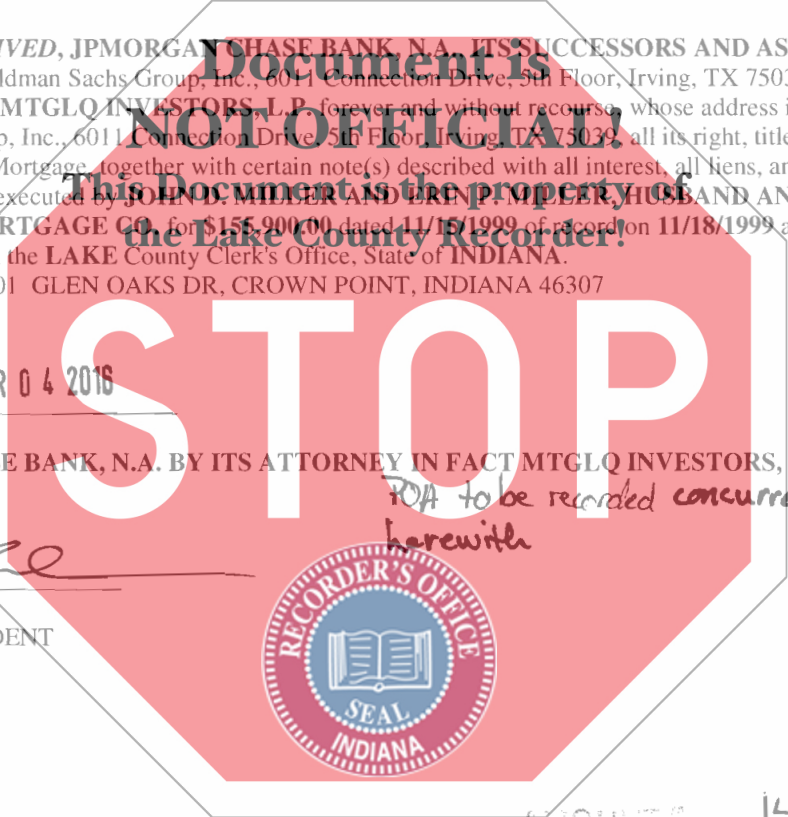 IVED, JPMORGAN CHASE BANK, N.A., ITS SUCCESSORS AND AS
Document is
ldman Sachs Group, Inc., 6011 Connection Drive, 5th Floor, Irving, TX 7503
MTGLQ INVESTORS, L.P. forever and without recourse, whose address i
NOT OFFICIAL!
p, Inc., 6011 Connection Drive, 5th Floor, Irving, TX 75039, all its right, title
Mortgage, together with certain note(s) described with all interest, all liens, an
This Document is the property of
executed by JOHN D. MILLER AND ERIN P. MILLER, HUSBAND AN
RTGAGE CO. for $155,900.00 dated 11/15/1999 of record on 11/18/1999 a
the Lake County Recorder!
the LAKE County Clerk's Office, State of INDIANA.
01 GLEN OAKS DR, CROWN POINT, INDIANA 46307
STOP
R 04 2016
E BANK, N.A. BY ITS ATTORNEY IN FACT MTGLQ INVESTORS,
POA to be recorded concurre
herewith
DENT
RECORDER'S OFFICE
SEAL
INDIANA